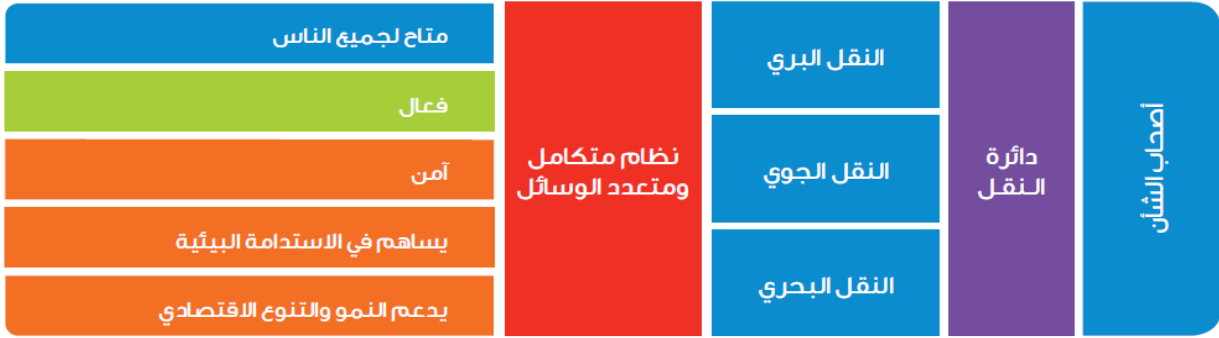 أصحاب الشأن
دائرة
النقل
النقل البري
النقل الجوي
النقل البحري
نظام متكامل
ومتعدد الوسائل
متاح لجميع الناس
فعال
آمن
يساهم في الاستدامة البيئية
يدعم النمو والتنوع الاقتصادي